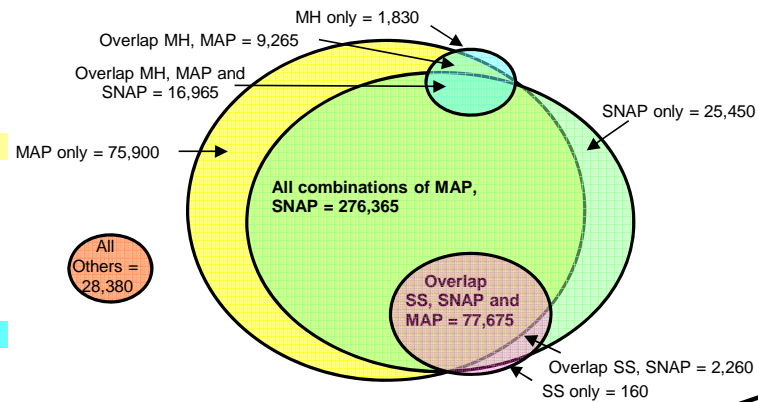 MH only = 1,830
Overlap MH, MAP = 9,265
Overlap MH, MAP and
SNAP = 16,965
SNAP only = 25,450
MAP only = 75,900
All combinations of MAP,
SNAP = 276,365
All
Others =
28,380
Overlap
SS, SNAP and
MAP = 77,675
Overlap SS, SNAP = 2,260
SS only = 160